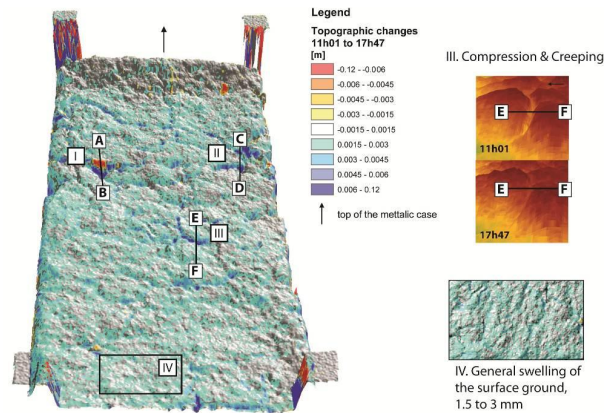 Legend
Topographic changes
11h01 to 17h47
[m]
-0.12 - -0.006
-0.006 - -0.0045
-0.0045 - -0.003
-0.003 - -0.0015
-0.0015 - 0.0015
0.0015 - 0.003
0.003 - 0.0045
0.0045 - 0.006
0.006 - 0.12
top of the mettalic case
I
A
B
II
C
D
E
III
F
IV
III. Compression & Creeping
E F
11h01
E F
17h47
IV. General swelling of
the surface ground,
1.5 to 3 mm